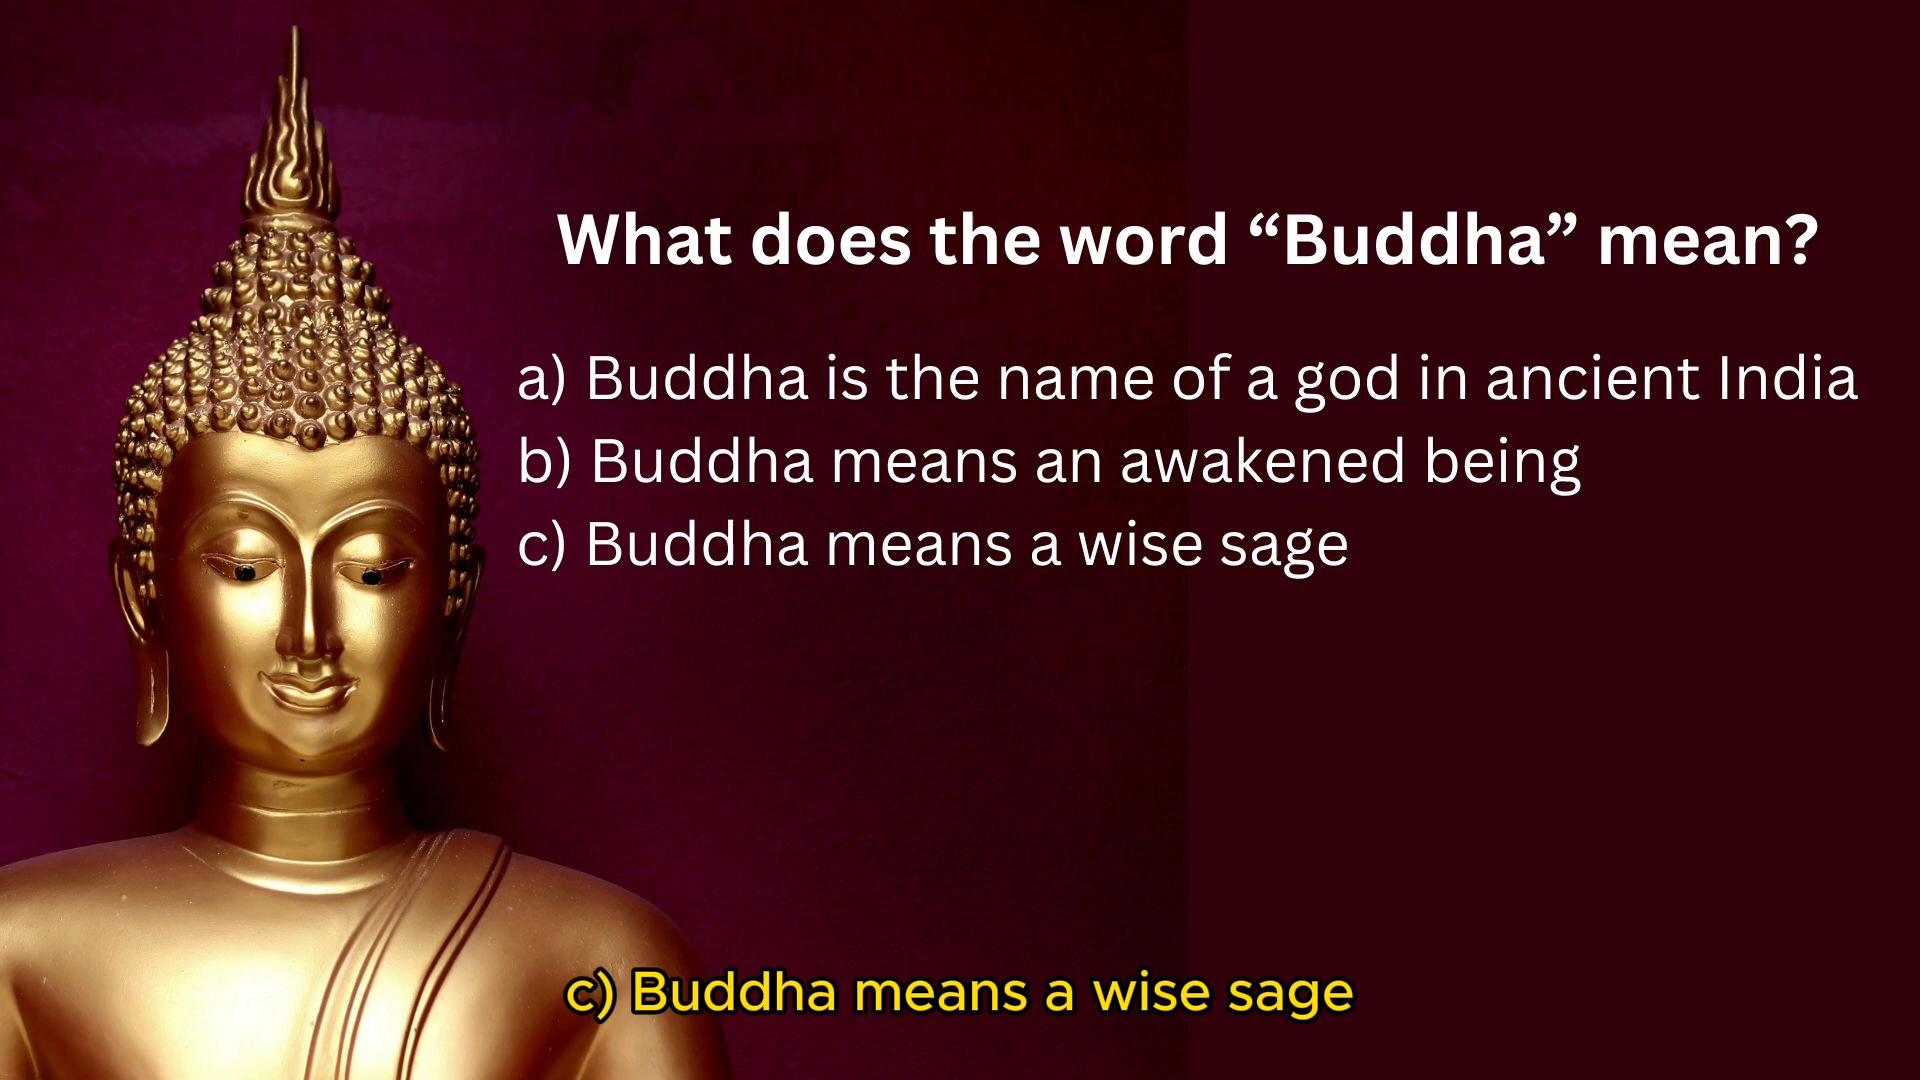 What does the word “Buddha” mean?
a) Buddha is the name of a god in ancient India
b) Buddha means an awakened being
c) Buddha means a wise sage
c) Buddha means a wise sage